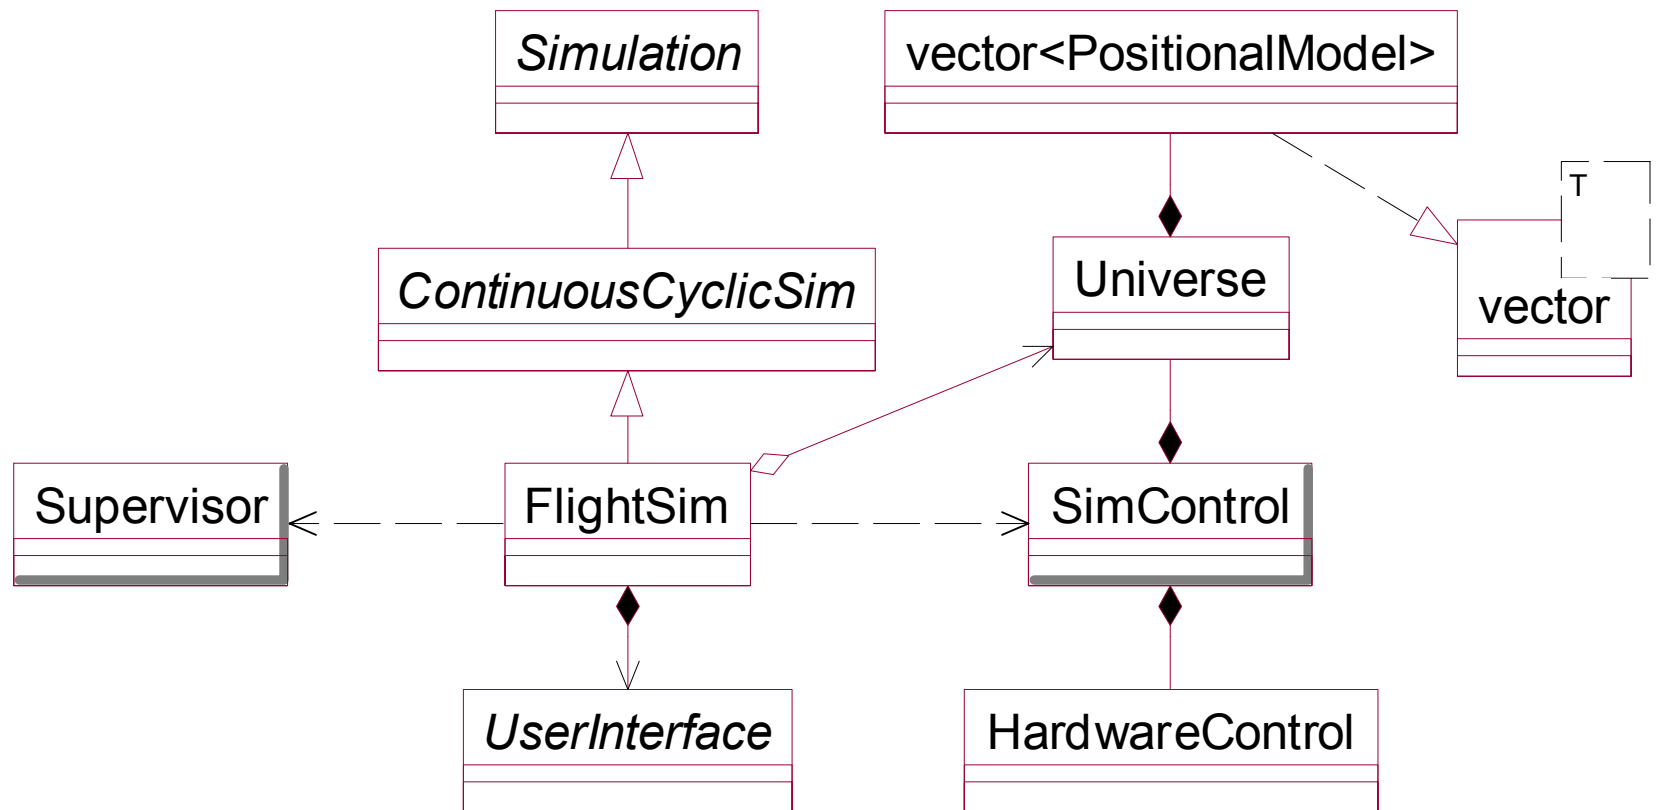 Simulation
vector<PositionalModel>
T
ContinuousCyclicSim
Universe
vector
Supervisor
FlightSim
SimControl
UserInterface
HardwareControl